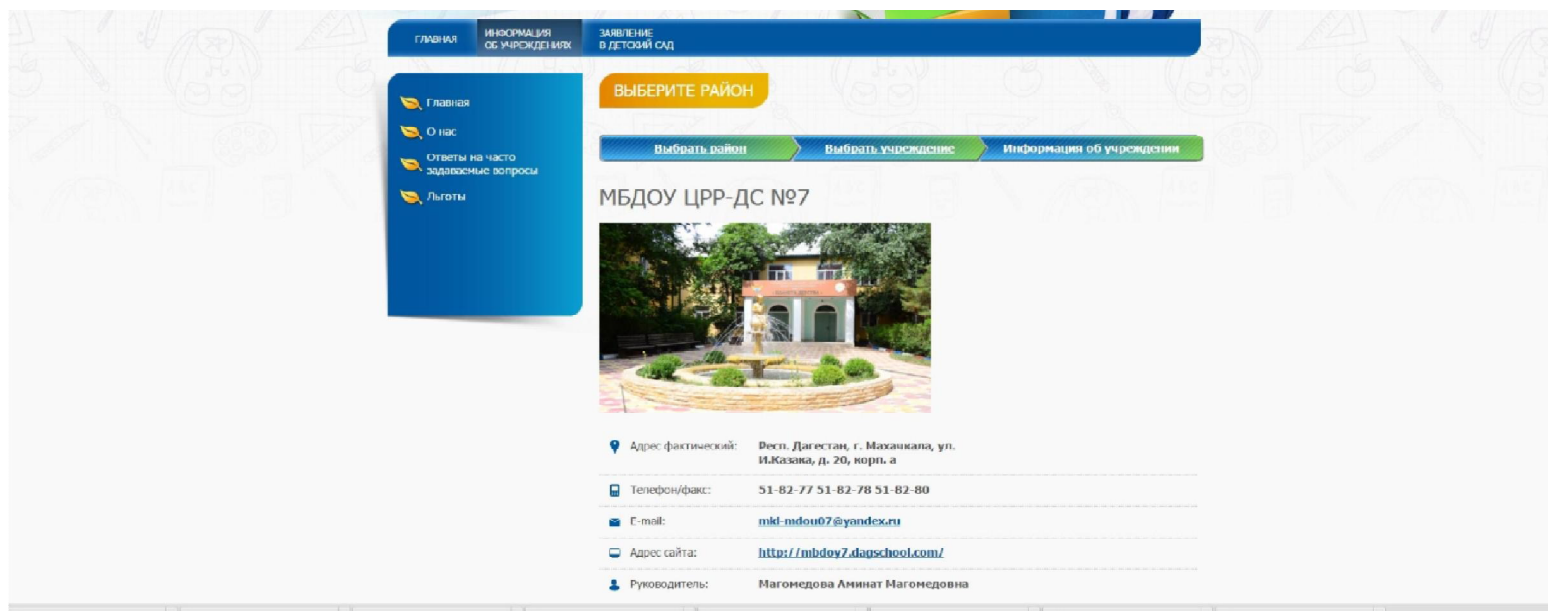 ГЛАВНАЯ
ИНФОРМАЦИЯ
ОБ УЧРЕЖДЕНИЯХ
ЗАЯВЛЕНИЕ
В ДЕТСКИЙ САД
Главная
О нас
Ответы на часто
задаваемые вопросы
Льготы
ВЫБЕРИТЕ РАЙОН
Выбрать район
Выбрать учреждение
Информация об учреждении
МБДОУ ЦРР-ДС №7
Адрес фактический: Респ. Дагестан, г. Махачкала, ул.
И.Казака, д. 20, корп. а
Телефон/факс: 51-82-77 51-82-78 51-82-80
E-mail: mkl-mdou07@yandex.ru
Адрес сайта: http://mbdoy7.dagschool.com/
Руководитель: Магомедова Аминат Магомедовна